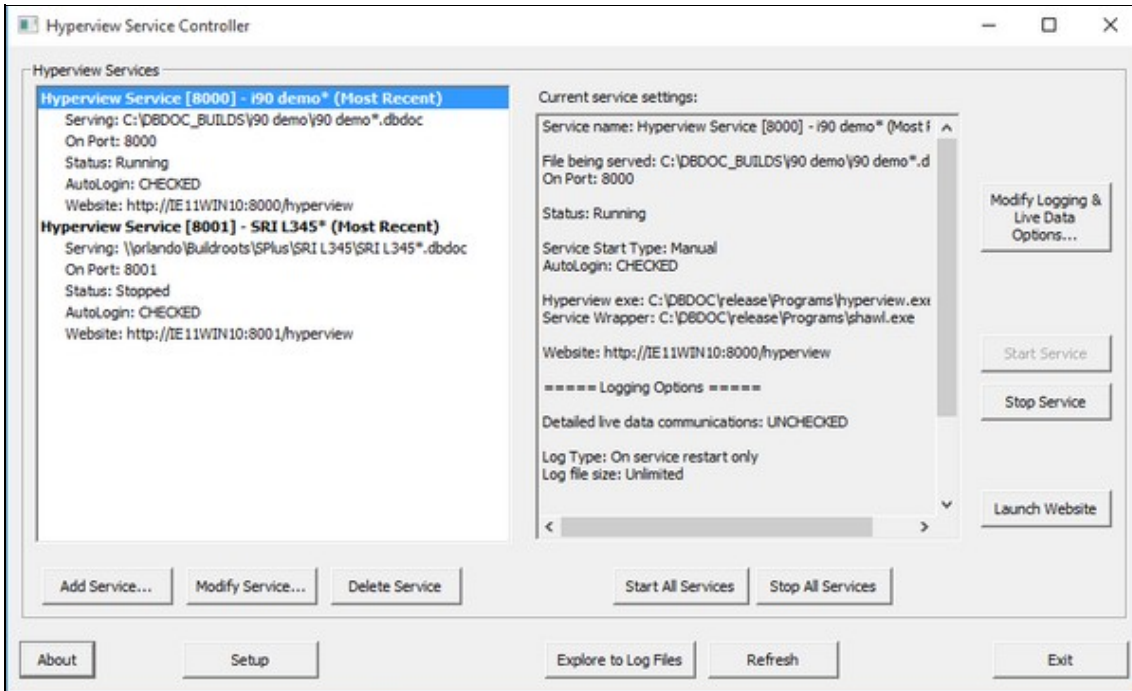 Hyperview Service Controller
Hyperview Services
Hyperview Service [8000] - i90 demo* (Most Recent)
Serving: C:\DBDOC_BUILDS\i90 demo\i90 demo*.dbdoc
On Port: 8000
Status: Running
AutoLogin: CHECKED
Website: http://IE11WIN10:8000/hyperview
Hyperview Service [8001] - SRI L345* (Most Recent)
Serving: \\orlando\Buildroots\SPlus\SRI L345\SRI L345*.dbdoc
On Port: 8001
Status: Stopped
AutoLogin: CHECKED
Website: http://IE11WIN10:8001/hyperview
Current service settings:
Service name: Hyperview Service [8000] - i90 demo* (Most
File being served: C:\DBDOC_BUILDS\i90 demo\i90 demo*.d
On Port: 8000
Status: Running
Service Start Type: Manual
AutoLogin: CHECKED
Hyperview exe: C:\DBDOC\release\Programs\hyperview.exe
Service Wrapper: C:\DBDOC\release\Programs\shawl.exe
Website: http://IE11WIN10:8000/hyperview
===== Logging Options =====
Detailed live data communications: UNCHECKED
Log Type: On service restart only
Log file size: Unlimited
Modify Logging &
Live Data
Options...
Start Service
Stop Service
Launch Website
Add Service...
Modify Service...
Delete Service
Start All Services
Stop All Services
About
Setup
Explore to Log Files
Refresh
Exit